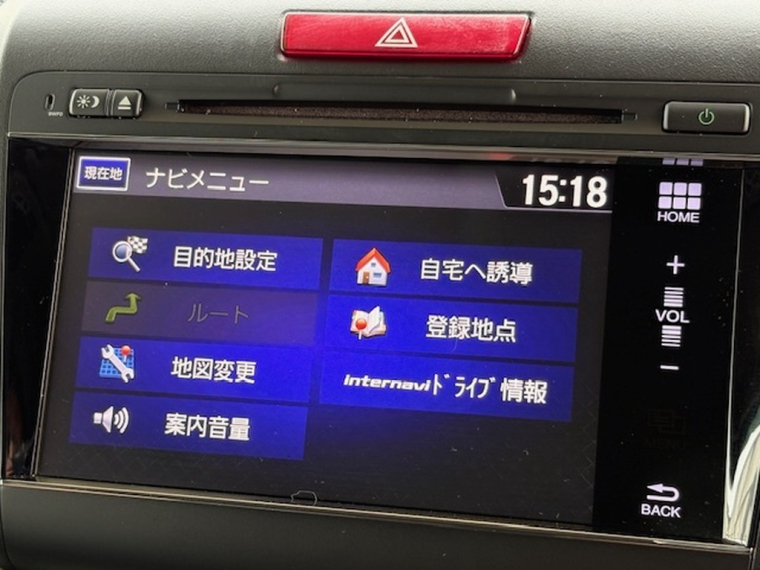 現在地 ナビメニュー 15:18
目的地設定
自宅へ誘導
ルート
登録地点
地図変更
internaviドライブ情報
案内音量
HOME
+
VOL
−
MENU
BACK